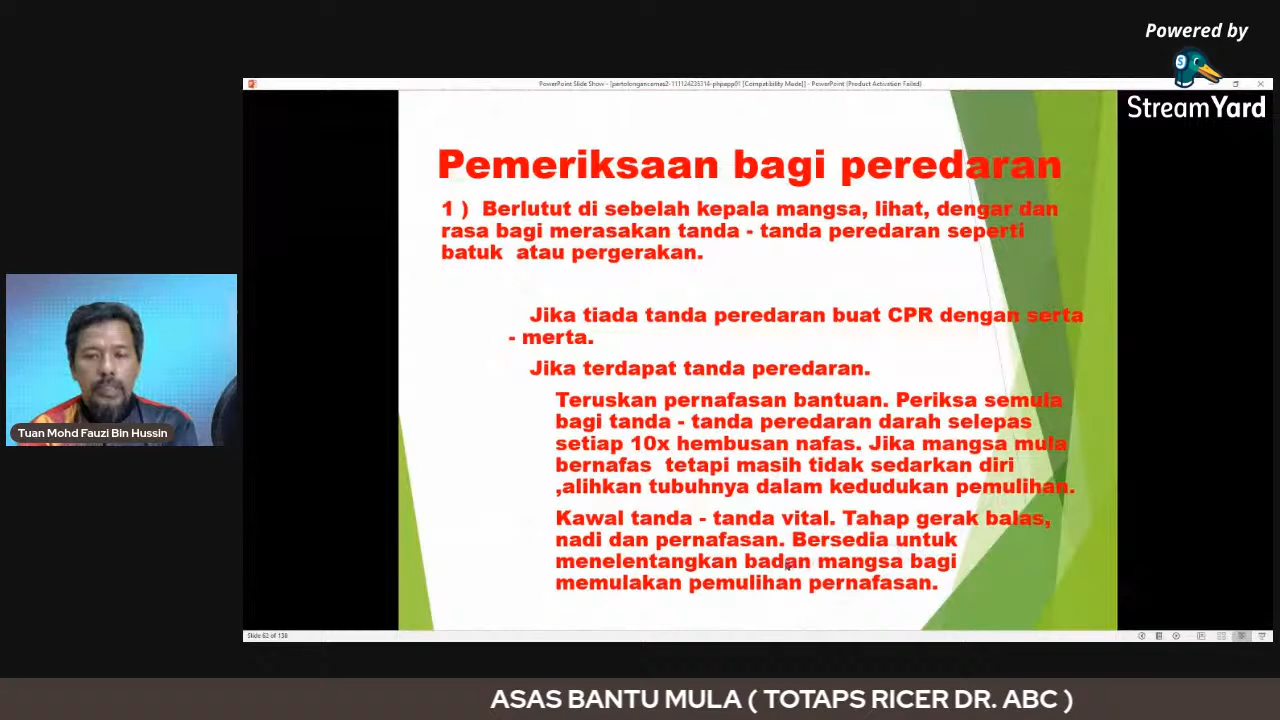 Powered by
StreamYard
PowerPoint Slide Show - [pertolongancemas2-111124235316-phpapp01 [Compatibility Mode]] - PowerPoint (Product Activation Failed)
Pemeriksaan bagi peredaran
1 ) Berlutut di sebelah kepala mangsa, lihat, dengar dan
rasa bagi merasakan tanda - tanda peredaran seperti
batuk atau pergerakan.
Jika tiada tanda peredaran buat CPR dengan serta
- merta.
Jika terdapat tanda peredaran.
Teruskan pernafasan bantuan. Periksa semula
bagi tanda - tanda peredaran darah selepas
setiap 10x hembusan nafas. Jika mangsa mula
bernafas tetapi masih tidak sedarkan diri
,alihkan tubuhnya dalam kedudukan pemulihan.
Kawal tanda - tanda vital. Tahap gerak balas,
nadi dan pernafasan. Bersedia untuk
menelentangkan badan mangsa bagi
memulakan pemulihan pernafasan.
Tuan Mohd Fauzi Bin Hussin
Slide 62 of 138
ASAS BANTU MULA ( TOTAPS RICER DR. ABC )